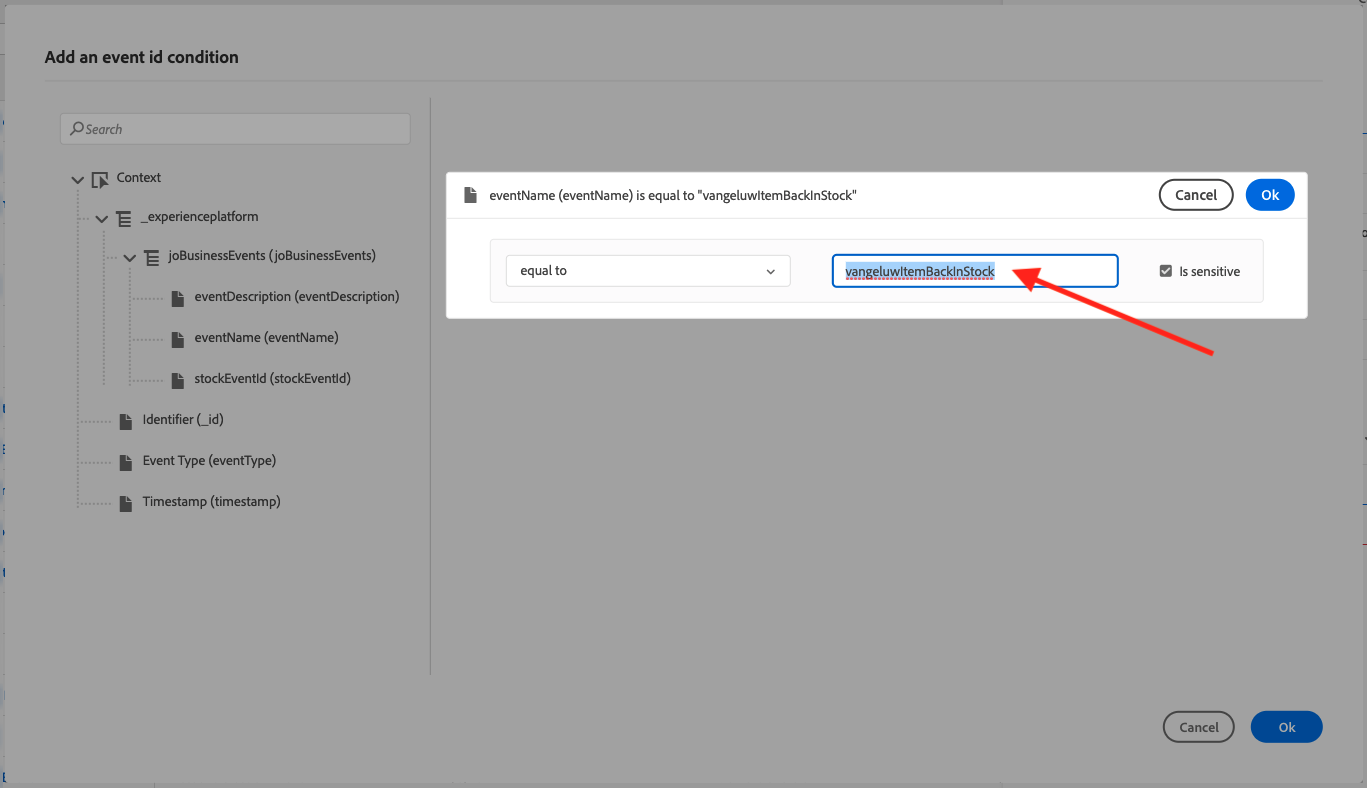 Add an event id condition
Search
Context
_experienceplatform
joBusinessEvents (joBusinessEvents)
eventDescription (eventDescription)
eventName (eventName)
stockEventId (stockEventId)
Identifier (_id)
Event Type (eventType)
Timestamp (timestamp)
eventName (eventName) is equal to "vangeluwItemBackInStock"
Cancel
Ok
equal to
vangeluwItemBackInStock
Is sensitive
Cancel
Ok